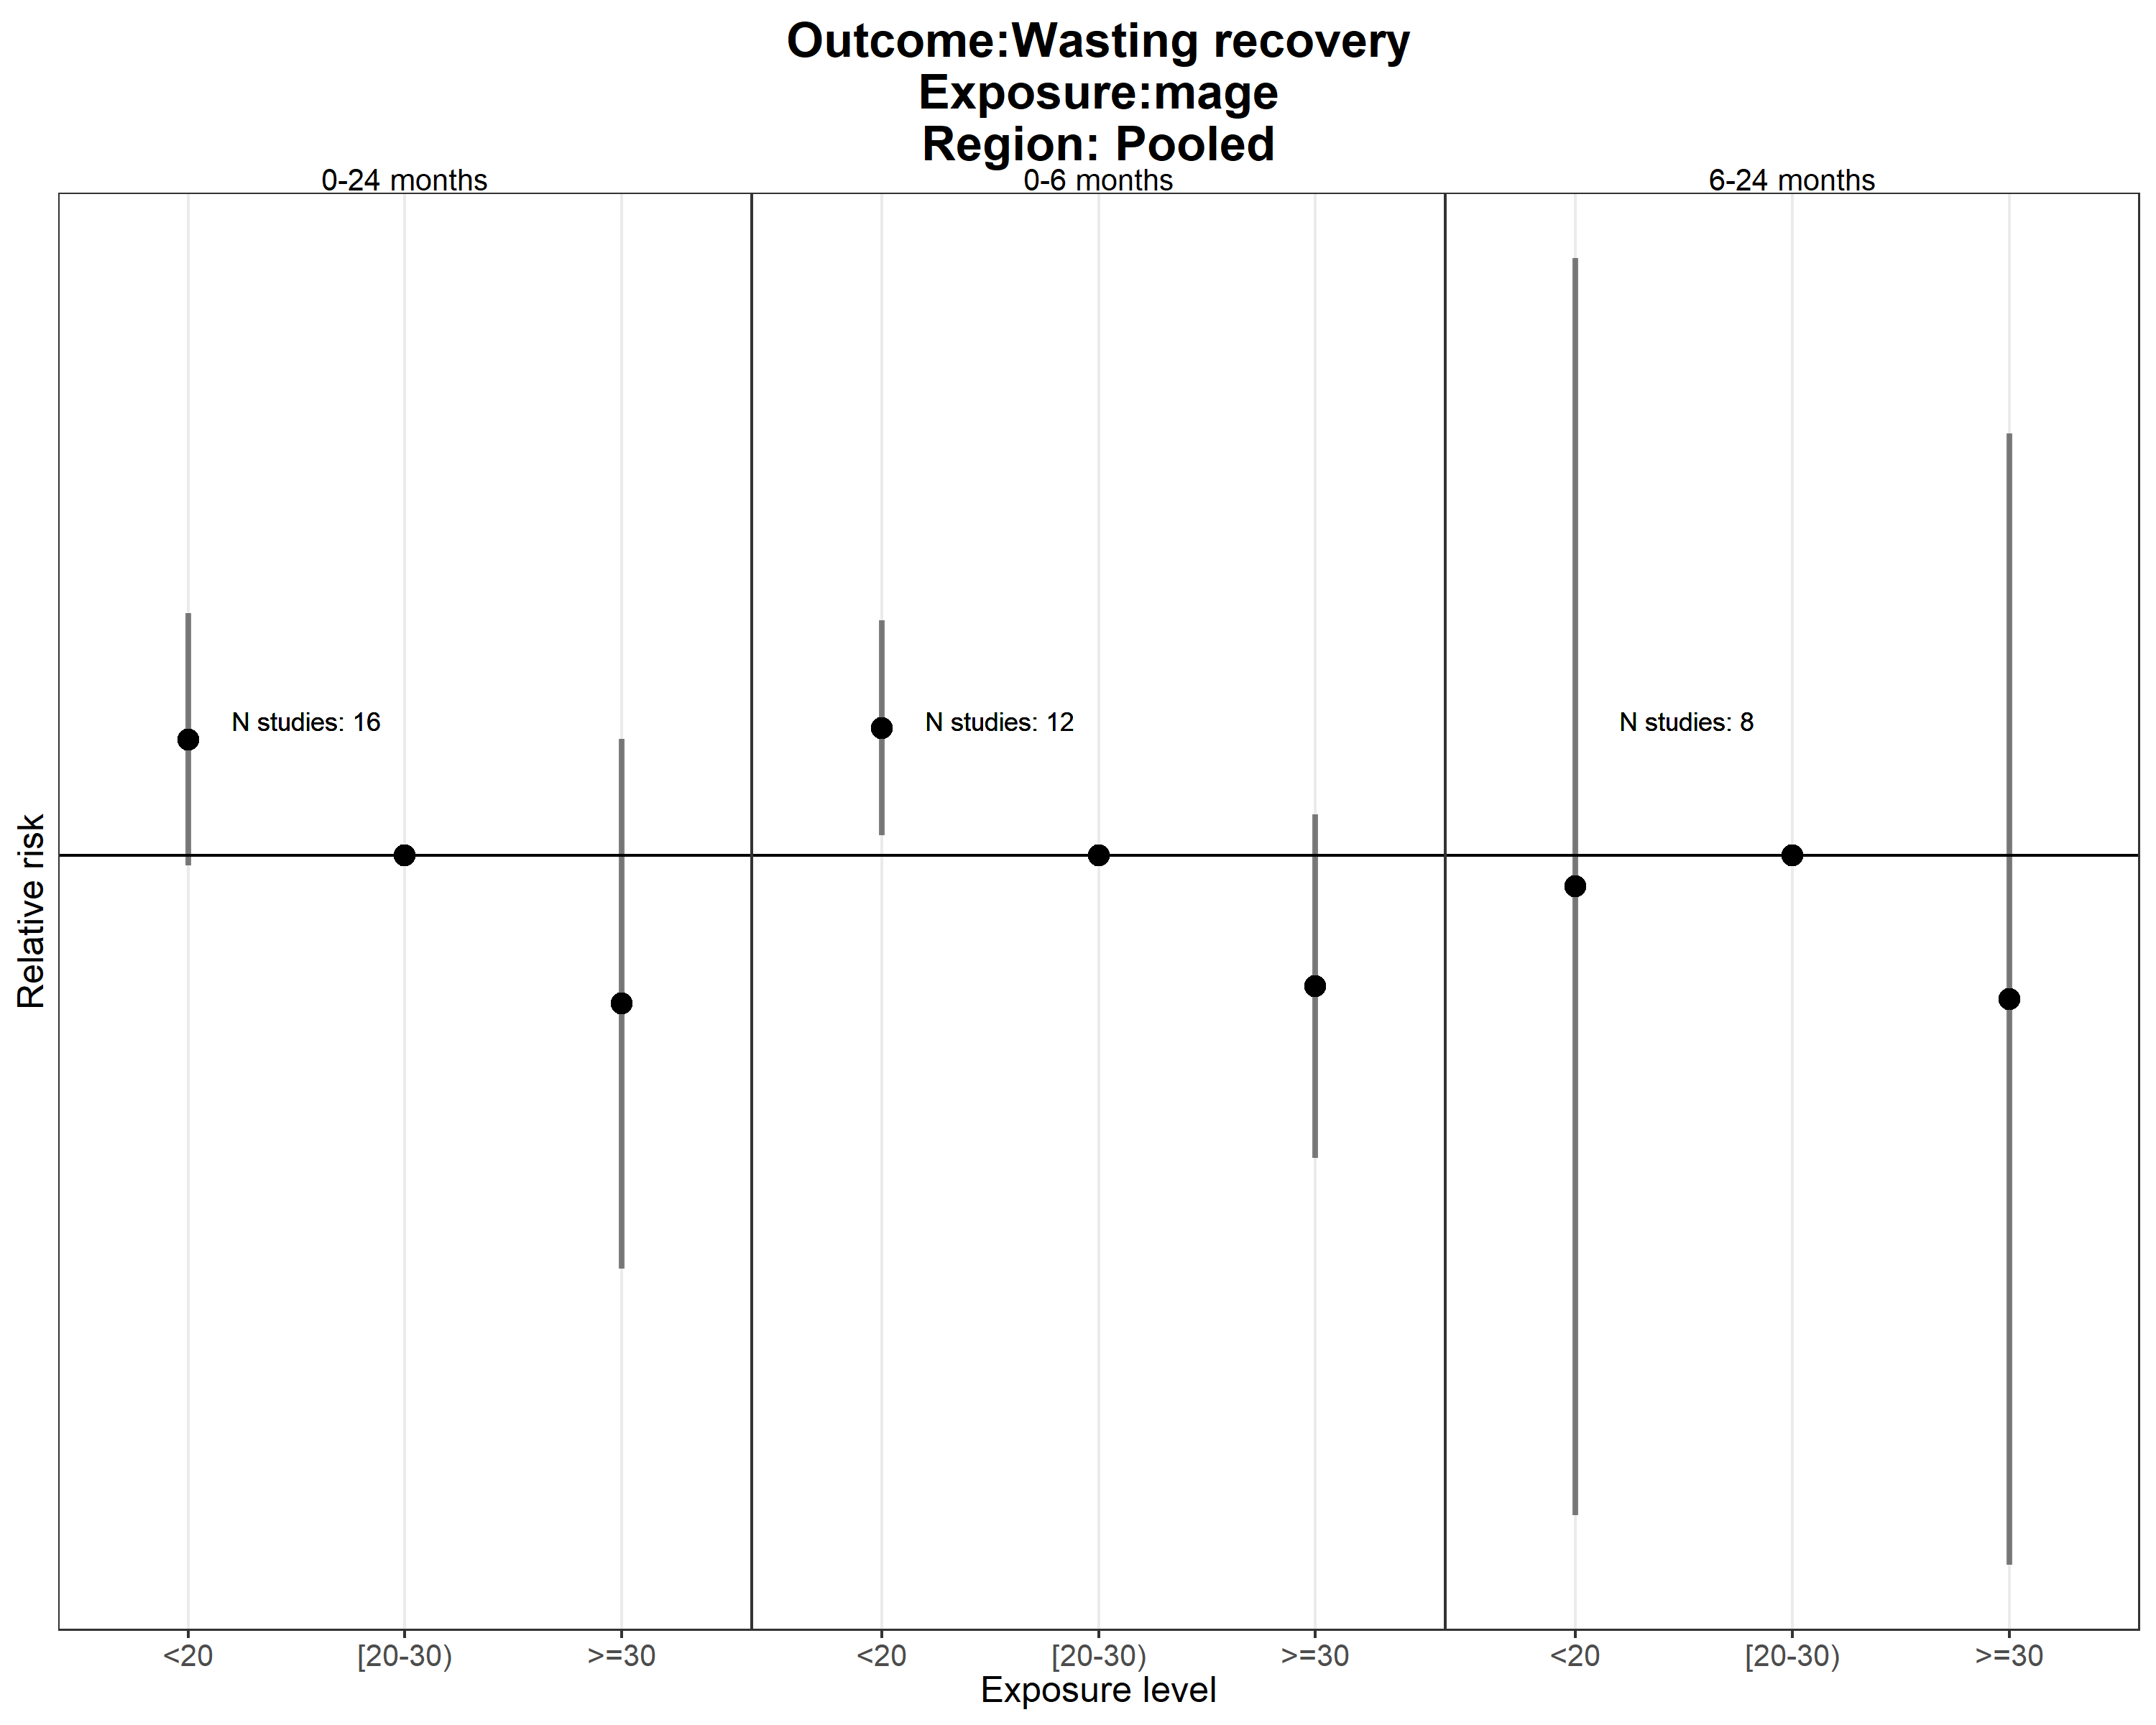 Outcome:Wasting recovery
Exposure:mage
Region: Pooled
0-24 months
0-6 months
6-24 months
N studies: 16
N studies: 12
N studies: 8
Relative risk
<20
[20-30)
>=30
<20
[20-30)
>=30
<20
[20-30)
>=30
Exposure level